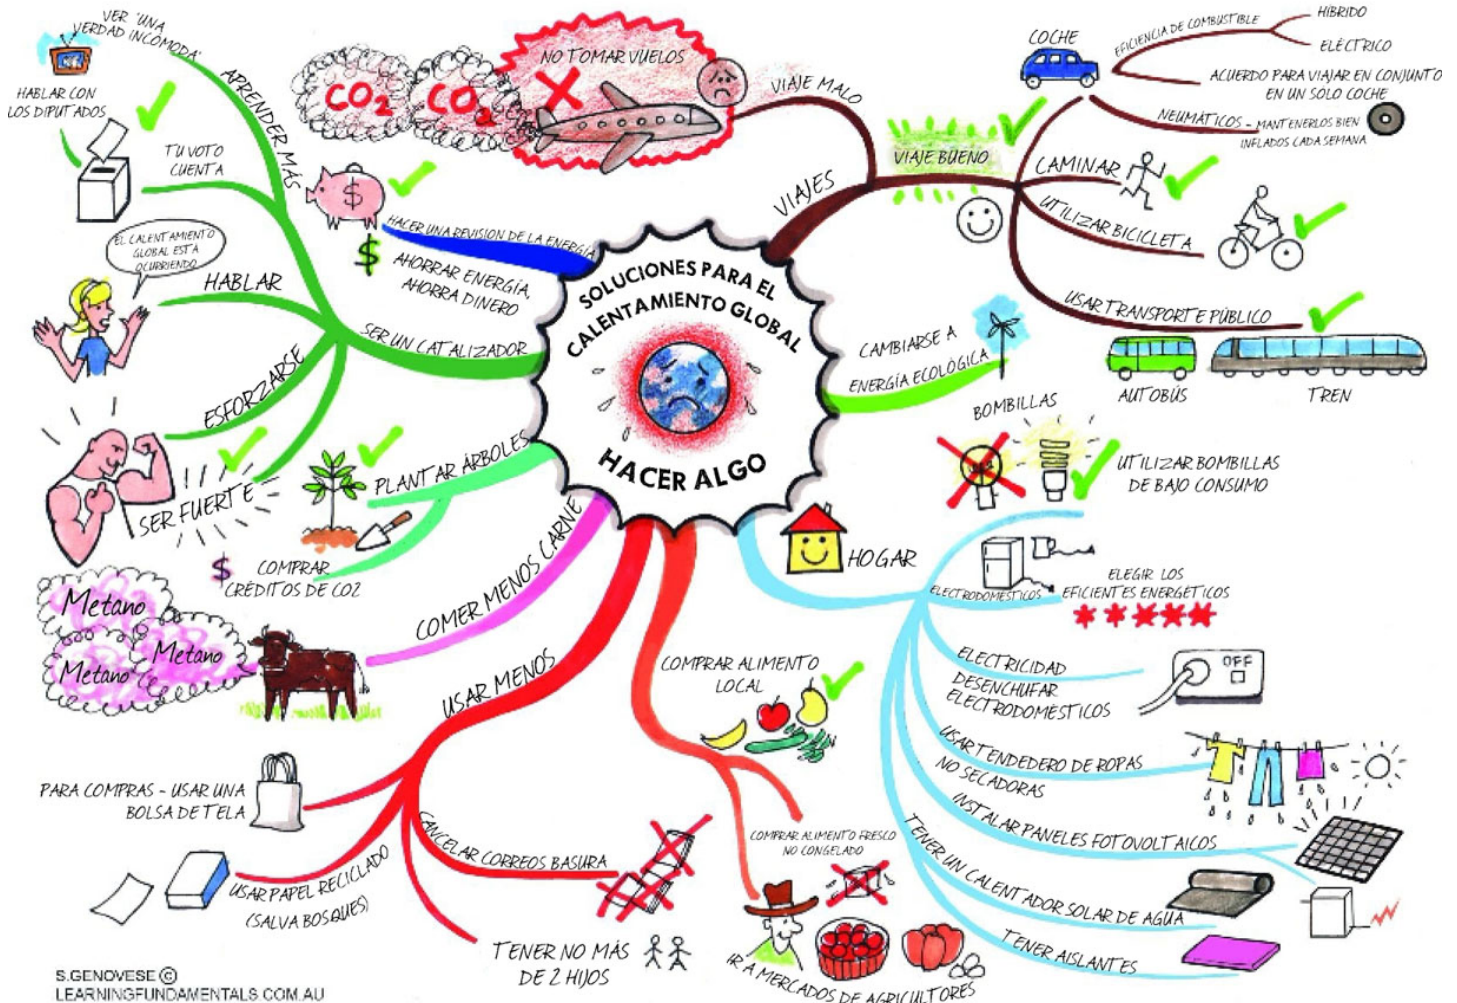 SOLUCIONES PARA EL
CALENTAMIENTO GLOBAL
HACER ALGO
VIAJES
VIAJE MALO
NO TOMAR VUELOS
CO2
CO2
VIAJE BUENO
COCHE
EFICIENCIA DE COMBUSTIBLE
HIBRIDO
ELÉCTRICO
ACUERDO PARA VIAJAR EN CONJUNTO
EN UN SÓLO COCHE
NEUMÁTICOS - MANTENERLOS BIEN
INFLADOS CADA SEMANA
CAMINAR
UTILIZAR BICICLETA
USAR TRANSPORTE PÚBLICO
AUTOBÚS
TREN
CAMBIARSE A
ENERGÍA ECOLÓGICA
HOGAR
BOMBILLAS
UTILIZAR BOMBILLAS
DE BAJO CONSUMO
ELECTRODOMÉSTICOS
ELEGIR LOS
EFICIENTES ENERGÉTICOS
ELECTRICIDAD
DESENCHUFAR
ELECTRODOMÉSTICOS
OFF
USAR TENDEDERO DE ROPAS
NO SECADORAS
INSTALAR PANELES FOTOVOLTAICOS
TENER UN CALENTADOR SOLAR DE AGUA
TENER AISLANTES
COMPRAR ALIMENTO
LOCAL
COMPRAR ALIMENTO FRESCO
NO CONGELADO
IR A MERCADOS DE AGRICULTORES
USAR MENOS
PARA COMPRAS - USAR UNA
BOLSA DE TELA
USAR PAPEL RECICLADO
(SALVA BOSQUES)
CANCELAR CORREOS BASURA
TENER NO MÁS
DE 2 HIJOS
COMER MENOS CARNE
Metano
Metano
Metano
PLANTAR ÁRBOLES
$ COMPRAR
CRÉDITOS DE CO2
SER UN CATALIZADOR
APRENDER MÁS
VER 'UNA
VERDAD INCÓMODA'
HABLAR CON
LOS DIPUTADOS
TU VOTO
CUENTA
HABLAR
EL CALENTAMIENTO
GLOBAL ESTÁ
OCURRIENDO
ESFORZARSE
SER FUERTE
HACER UNA REVISION DE LA ENERGÍA
$
$
AHORRAR ENERGÍA,
AHORRA DINERO
S.GENOVESE ©
LEARNINGFUNDAMENTALS.COM.AU